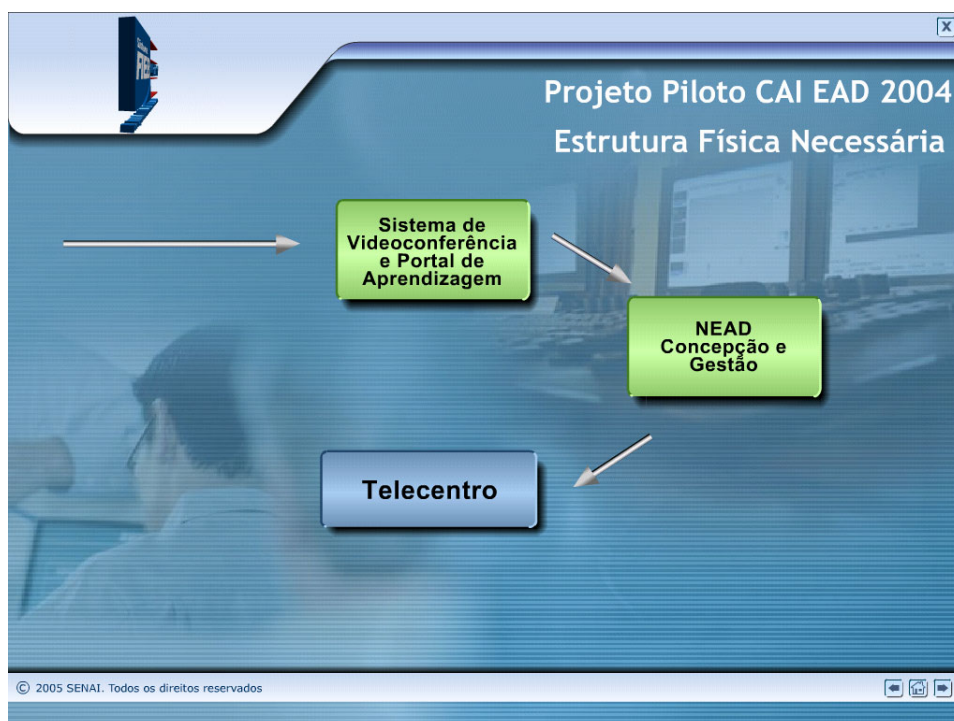 X
Projeto Piloto CAI EAD 2004
Estrutura Física Necessária
Sistema de
Videoconferência
e Portal de
Aprendizagem
NEAD
Concepção e
Gestão
Telecentro
© 2005 SENAI. Todos os direitos reservados